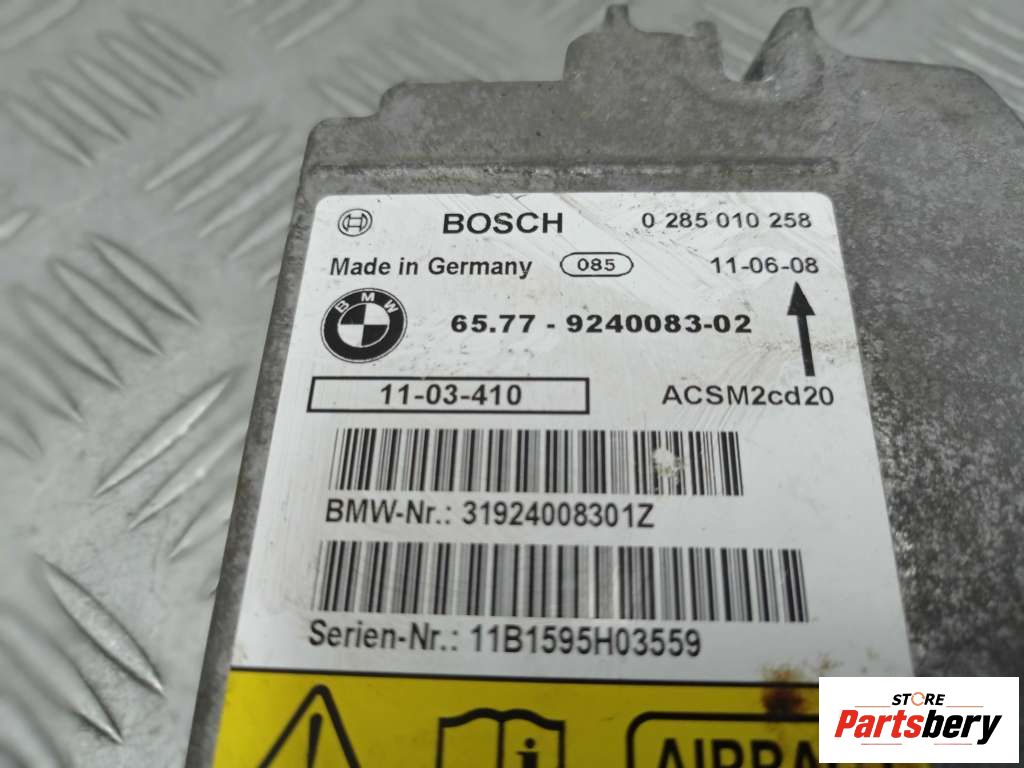 BOSCH 0 285 010 258
Made in Germany 085 11-06-08
BMW
65.77 - 9240083-02
11-03-410 ACSM2cd20
BMW-Nr.: 31924008301Z
Serien-Nr.: 11B1595H03559
i
STORE
Partsbery